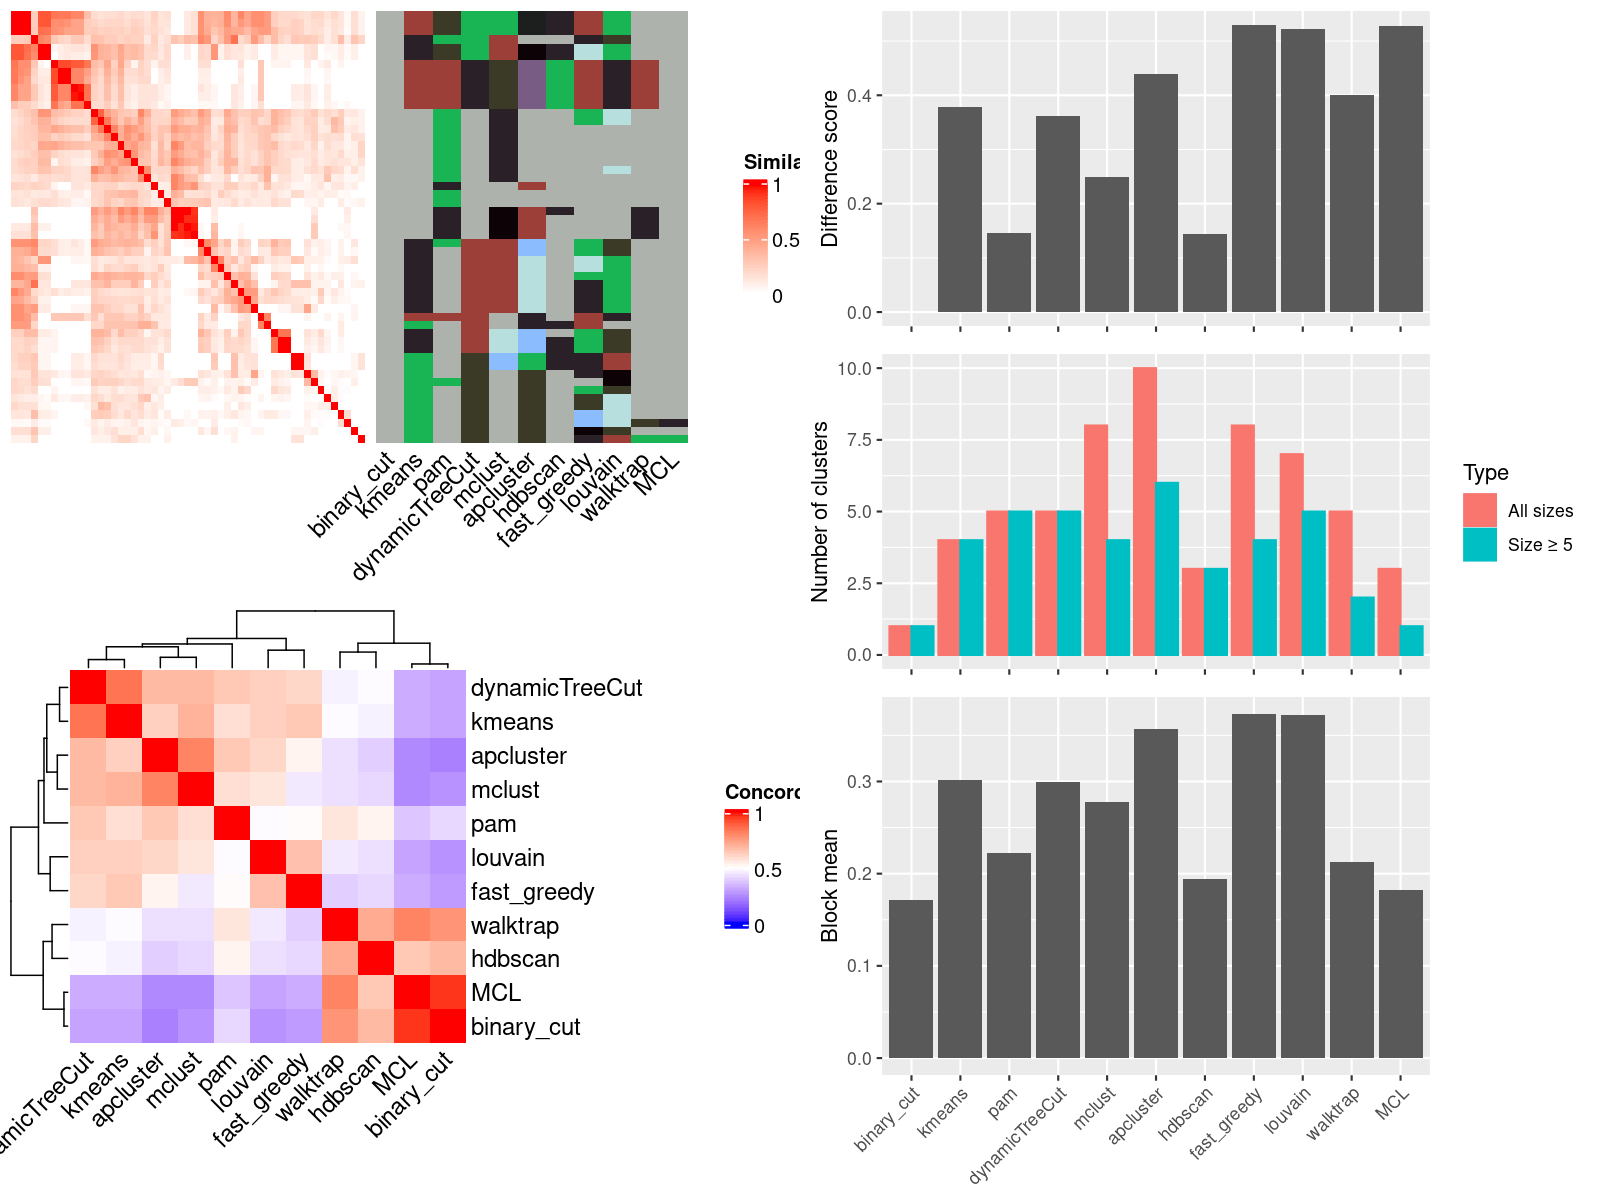 Simila
1
0.5
0
binary_cut
kmeans
pam
dynamicTreeCut
mclust
apcluster
hdbscan
fast_greedy
louvain
walktrap
MCL
dynamicTreeCut
kmeans
apcluster
mclust
pam
louvain
fast_greedy
walktrap
hdbscan
MCL
binary_cut
Concord
1
0.5
0
amicTreeCut
kmeans
apcluster
mclust
pam
louvain
fast_greedy
walktrap
hdbscan
MCL
binary_cut
Difference score
0.4
0.2
0.0
Number of clusters
10.0
7.5
5.0
2.5
0.0
Type
All sizes
Size ≥ 5
Block mean
0.3
0.2
0.1
0.0
binary_cut
kmeans
pam
dynamicTreeCut
mclust
apcluster
hdbscan
fast_greedy
louvain
walktrap
MCL